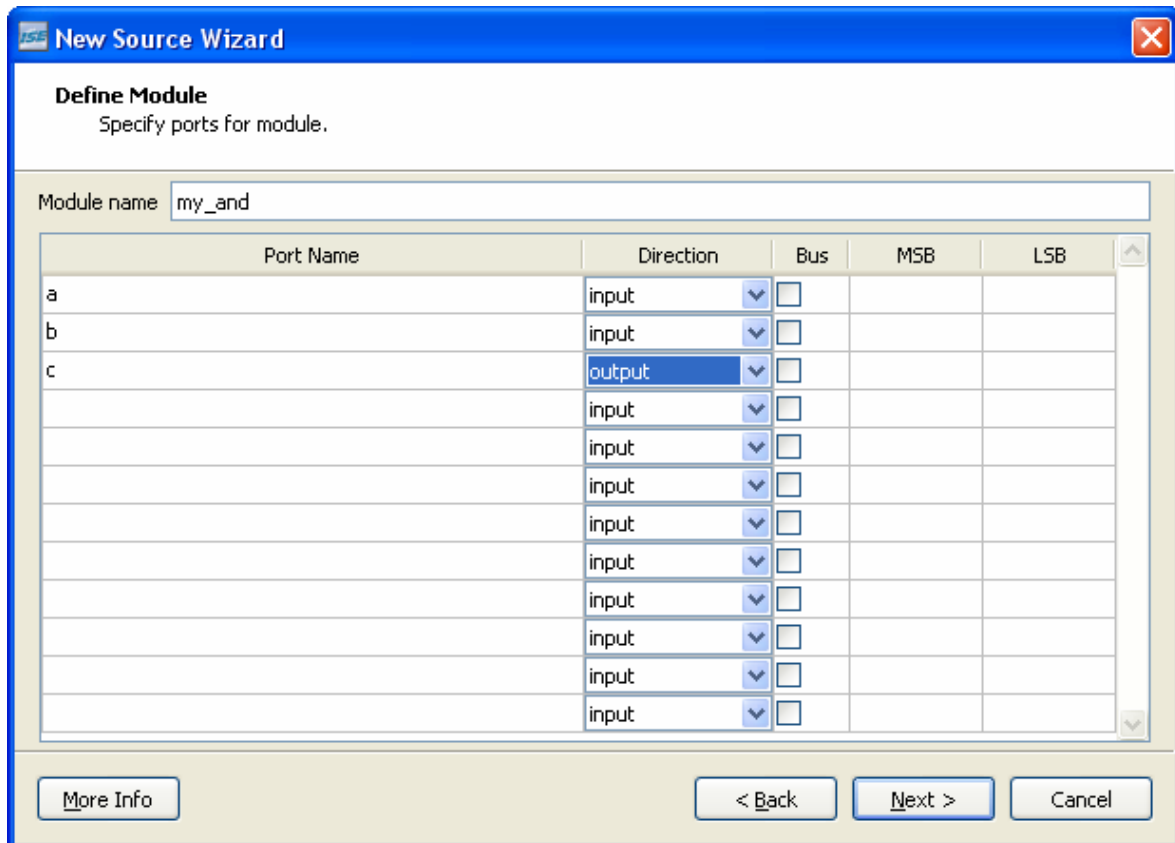 ISE New Source Wizard
Define Module
Specify ports for module.
Module name my_and
Port Name Direction Bus MSB LSB
a input
b input
c output
input
input
input
input
input
input
input
input
input
More Info < Back Next > Cancel